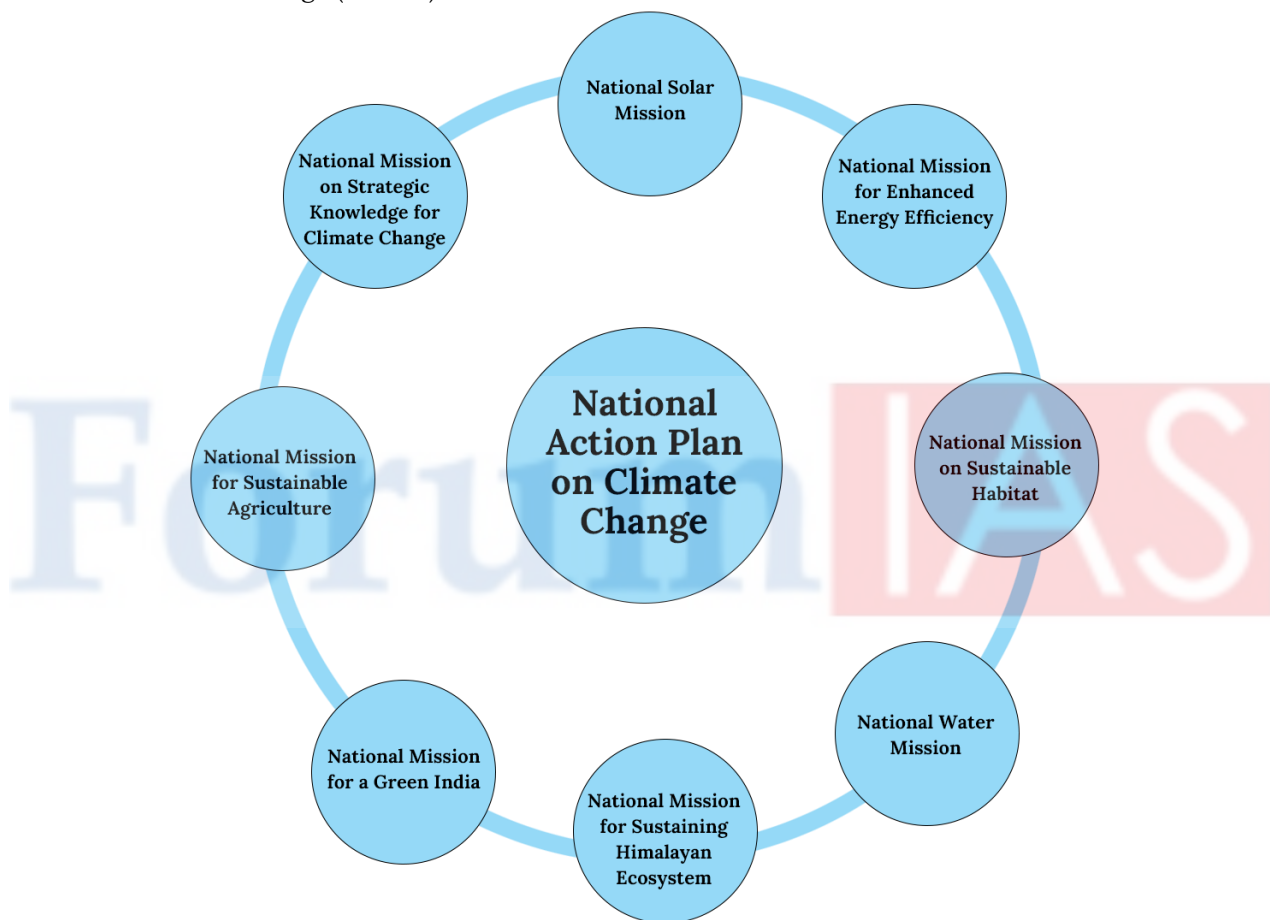 National Solar
Mission
National Mission
for Enhanced
Energy Efficiency
National Mission
on Sustainable
Habitat
National Water
Mission
National Mission
for Sustaining
Himalayan
Ecosystem
National Mission
for a Green India
National Mission
for Sustainable
Agriculture
National Mission
on Strategic
Knowledge for
Climate Change
National
Action Plan
on Climate
Change
Forum IAS